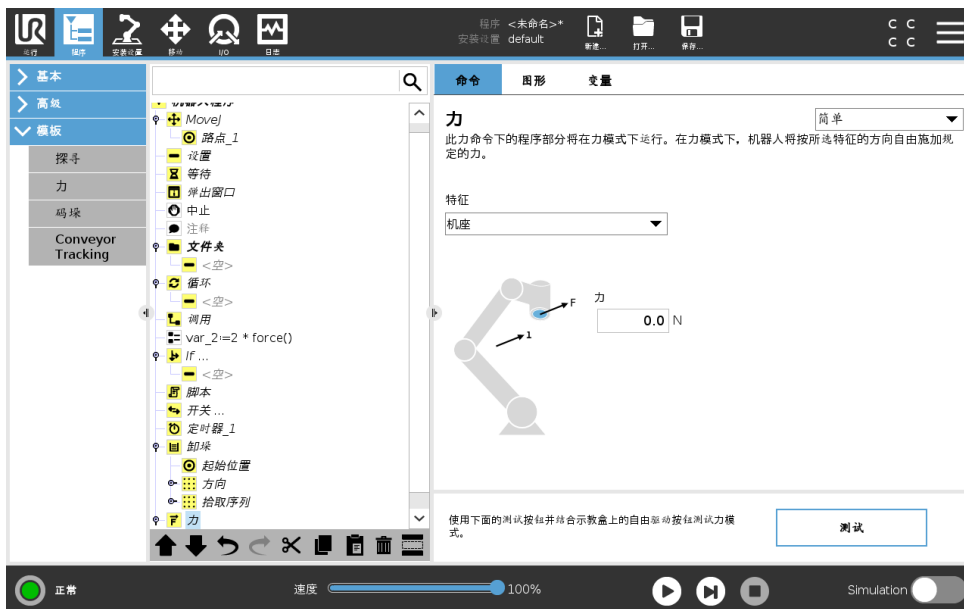 UR
运行
程序
安装设置
移动
I/O
日志
程序 <未命名>*
安装设置 default
新建...
打开...
保存...
C C
C C
基本
高级
模板
探寻
力
码垛
Conveyor
Tracking
机器人程序
MoveJ
路点_1
设置
等待
弹出窗口
中止
注释
文件夹
<空>
循环
<空>
调用
var_2≔2 * force()
If ...
<空>
脚本
开关 ...
定时器_1
卸垛
起始位置
方向
拾取序列
力
命令 图形 变量
力
简单
此力命令下的程序部分将在力模式下运行。在力模式下，机器人将按所选特征的方向自由施加规
定的力。
特征
机座
F
1
力
0.0 N
使用下面的测试按钮并结合示教盒上的自由驱动按钮测试力模
式。
测试
正常
速度
100%
Simulation